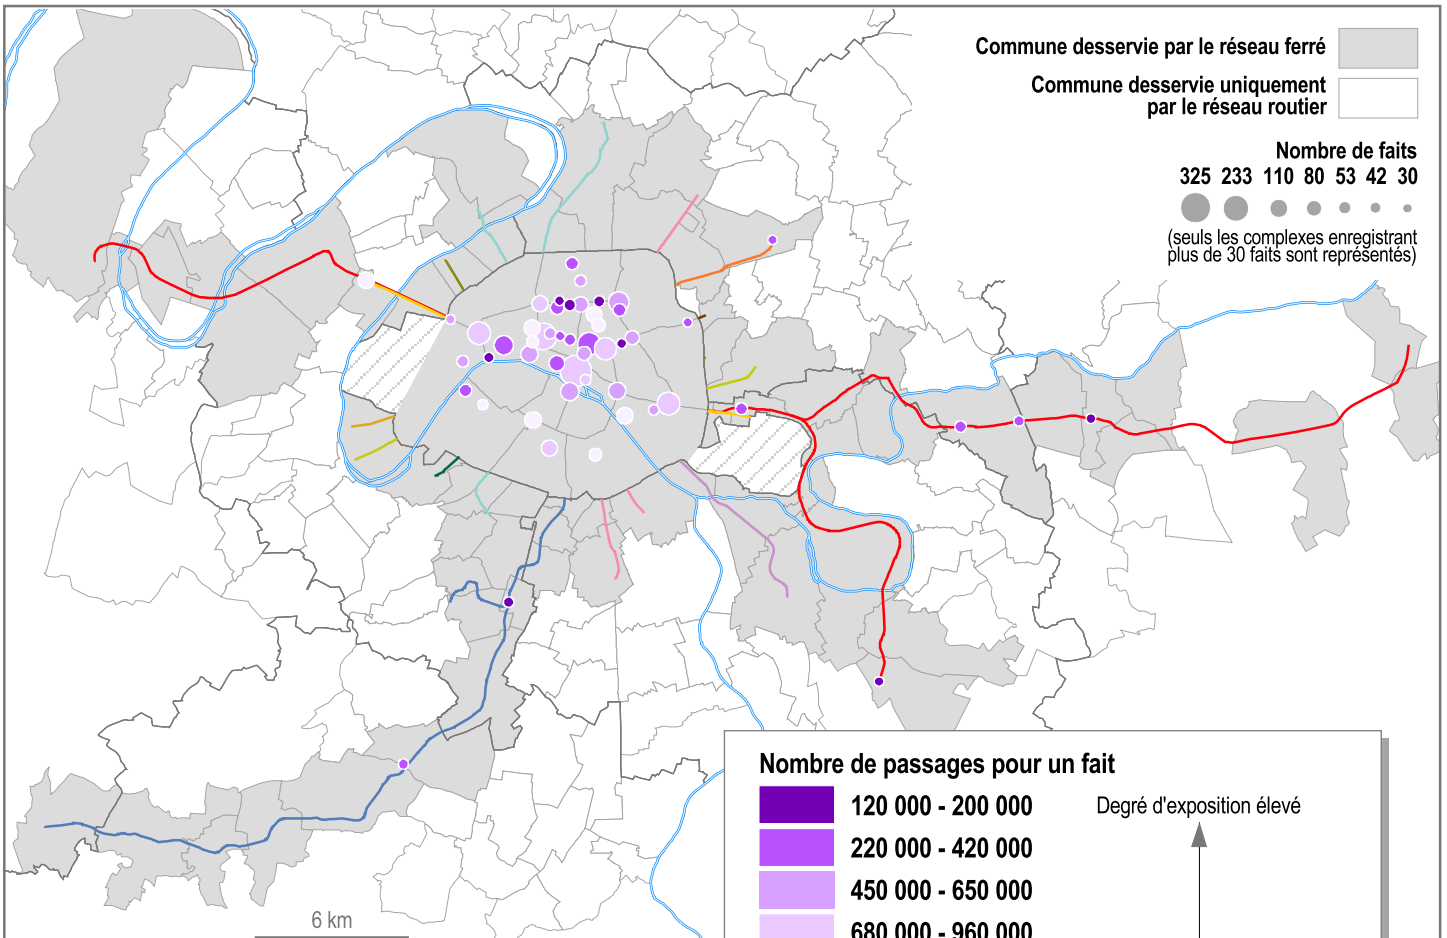 Commune desservie par le réseau ferré
Commune desservie uniquement
par le réseau routier
Nombre de faits
325 233 110 80 53 42 30
(seuls les complexes enregistrant
plus de 30 faits sont représentés)
Nombre de passages pour un fait
120 000 - 200 000
Degré d'exposition élevé
220 000 - 420 000
450 000 - 650 000
680 000 - 960 000
6 km